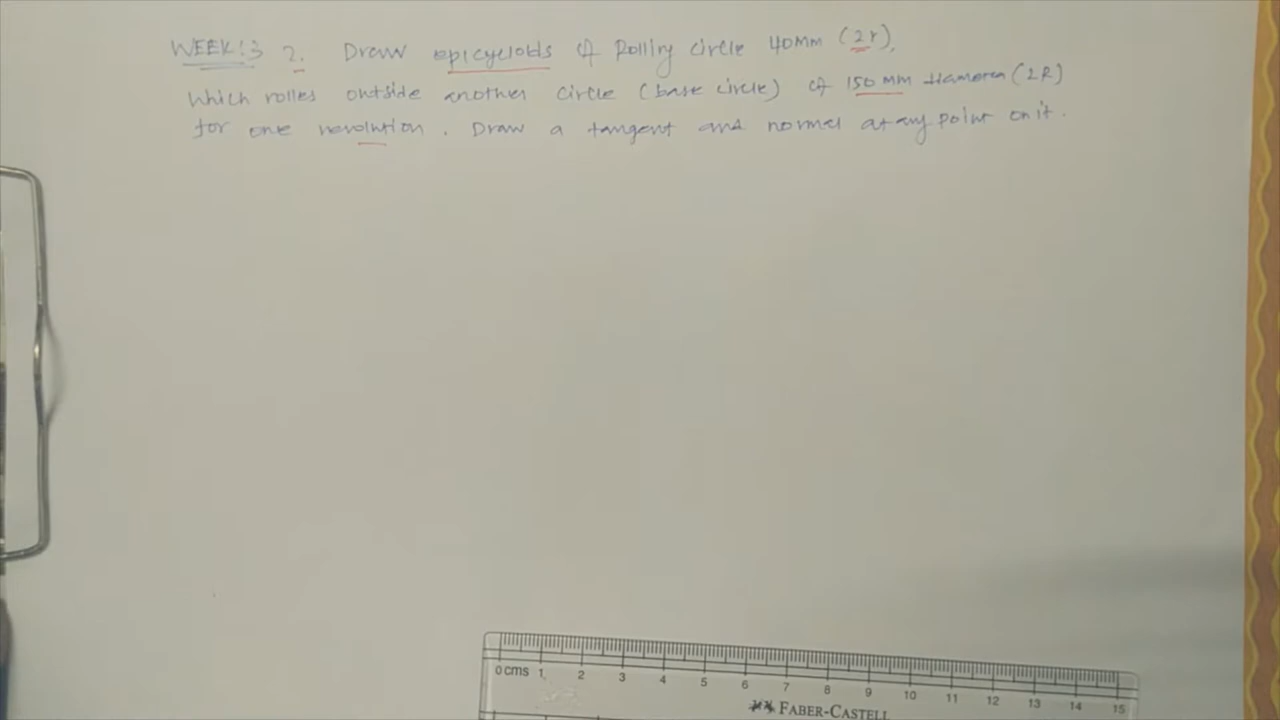 WEEK:3 2. Draw epicycloids of Rolling circle 40mm (2r),
which rolles outside another circle (base circle) of 150 mm diameter (2R)
for one revolution. Draw a tangent and normal at any point on it.
0 cms 1 2 3 4 5 6 7 8 9 10 11 12 13 14 15
FABER-CASTELL